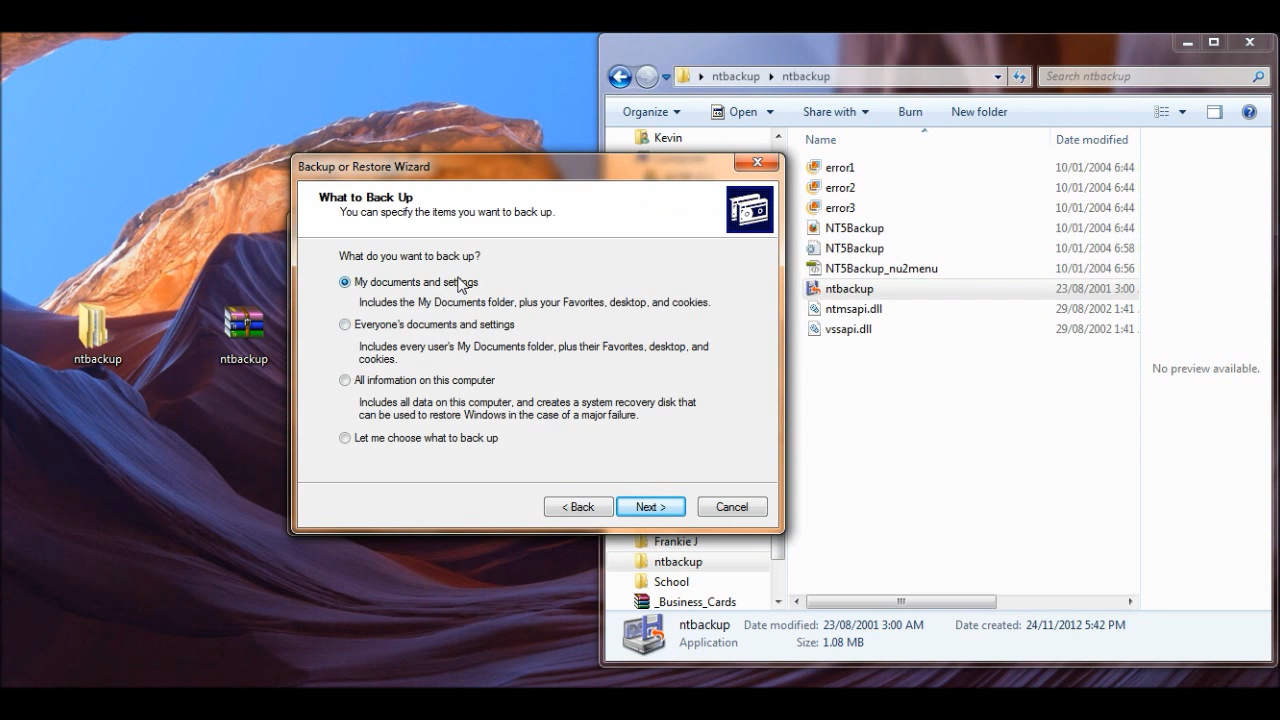 ntbackup
ntbackup
Backup or Restore Wizard
What to Back Up
You can specify the items you want to back up.
What do you want to back up?
My documents and settings
Includes the My Documents folder, plus your Favorites, desktop, and cookies.
Everyone's documents and settings
Includes every user's My Documents folder, plus their Favorites, desktop, and
cookies.
All information on this computer
Includes all data on this computer, and creates a system recovery disk that
can be used to restore Windows in the case of a major failure.
Let me choose what to back up
< Back
Next >
Cancel
ntbackup ntbackup
Search ntbackup
Organize Open Share with Burn New folder
Kevin
Name Date modified
error1 10/01/2004 6:44
error2 10/01/2004 6:44
error3 10/01/2004 6:44
NT5Backup 10/01/2004 6:44
NT5Backup 10/01/2004 6:58
NT5Backup_nu2menu 10/01/2004 6:56
ntbackup 23/08/2001 3:00
ntmsapi.dll 29/08/2002 1:41
vssapi.dll 29/08/2002 1:41
No preview available.
Frankie J
ntbackup
School
_Business_Cards
ntbackup Date modified: 23/08/2001 3:00 AM Date created: 24/11/2012 5:42 PM
Application Size: 1.08 MB